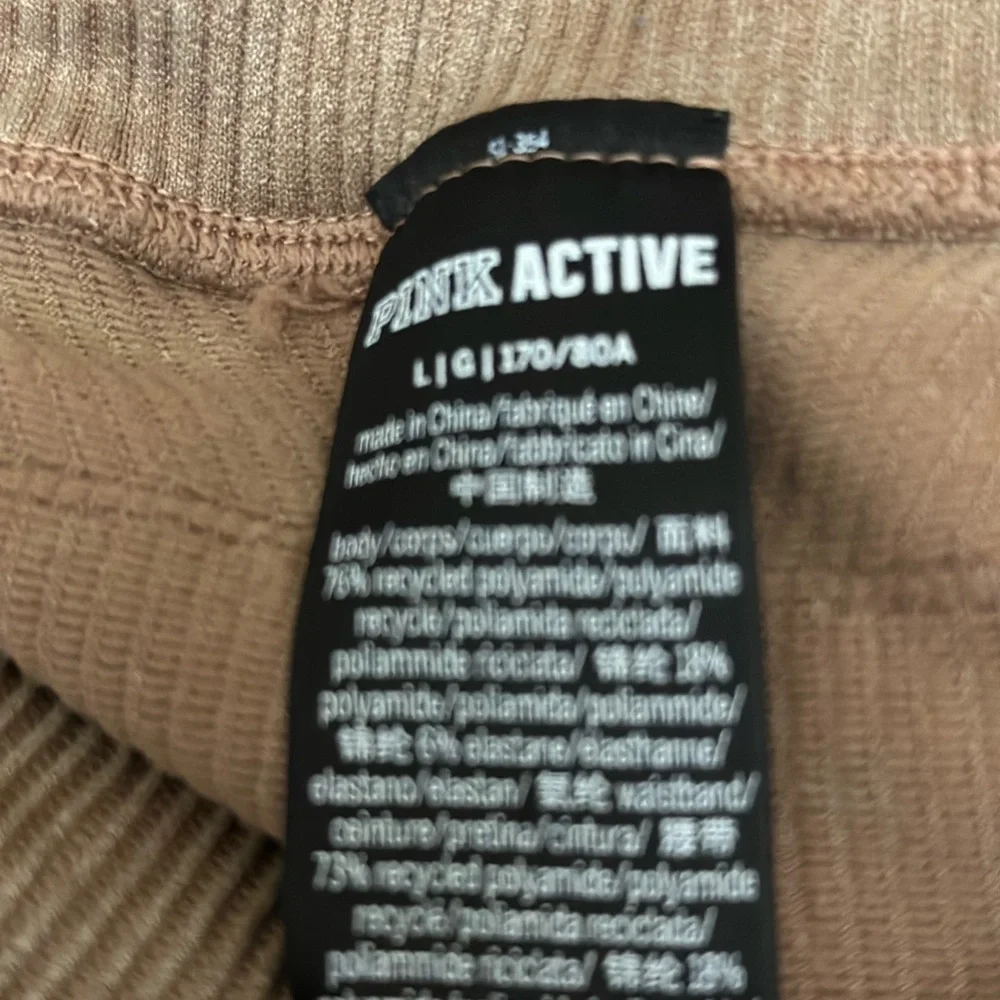 PINK ACTIVE
L|G|170/80A
made in China/fabriqué en Chine/
hecho en China/fabbricato in Cina/
中国制造
body/corps/cuerpo/corpo/ 面料
76% recycled polyamide/polyamide
recyclé/poliamida reciclada/
poliammide riciclata/ 锦纶 18%
polyamide/poliamida/poliammide/
锦纶 6% elastane/élasthanne/
elastano/elastan/ 氨纶 waistband/
ceinture/pretina/cintura/ 腰带
73% recycled polyamide/polyamide
recyclé/poliamida reciclada/
poliammide riciclata/ 锦纶 18%